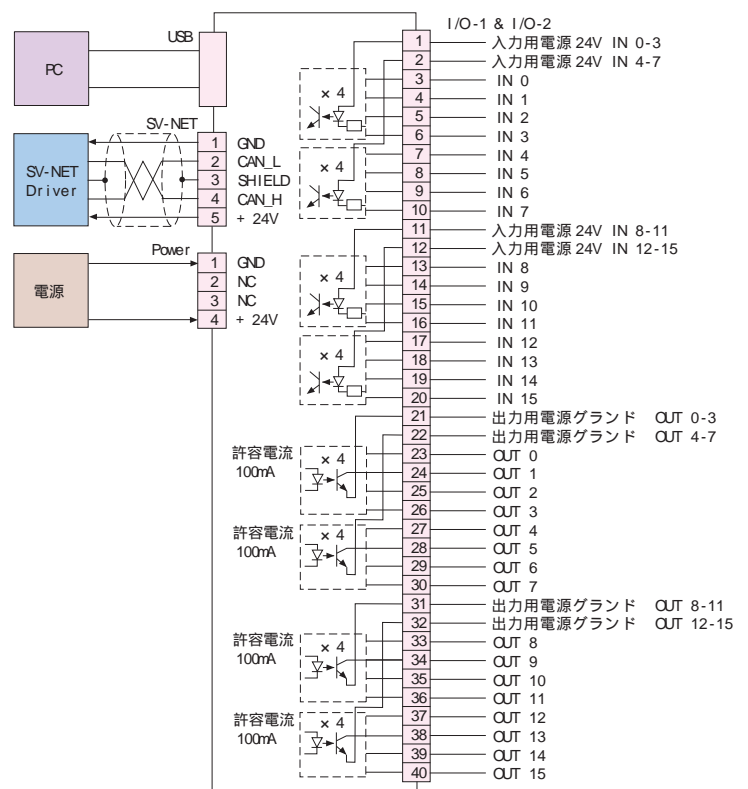 USB
PC
SV-NET
SV-NET
Driver
1 GND
2 CAN_L
3 SHIELD
4 CAN_H
5 + 24V
Power
電源
1 GND
2 NC
3 NC
4 + 24V
I/O-1 & I/O-2
1 入力用電源 24V IN 0-3
2 入力用電源 24V IN 4-7
× 4
3 IN 0
4 IN 1
5 IN 2
6 IN 3
× 4
7 IN 4
8 IN 5
9 IN 6
10 IN 7
11 入力用電源 24V IN 8-11
12 入力用電源 24V IN 12-15
× 4
13 IN 8
14 IN 9
15 IN 10
16 IN 11
× 4
17 IN 12
18 IN 13
19 IN 14
20 IN 15
21 出力用電源グランド OUT 0-3
22 出力用電源グランド OUT 4-7
許容電流
100mA
× 4
23 OUT 0
24 OUT 1
25 OUT 2
26 OUT 3
許容電流
100mA
× 4
27 OUT 4
28 OUT 5
29 OUT 6
30 OUT 7
31 出力用電源グランド OUT 8-11
32 出力用電源グランド OUT 12-15
許容電流
100mA
× 4
33 OUT 8
34 OUT 9
35 OUT 10
36 OUT 11
許容電流
100mA
× 4
37 OUT 12
38 OUT 13
39 OUT 14
40 OUT 15